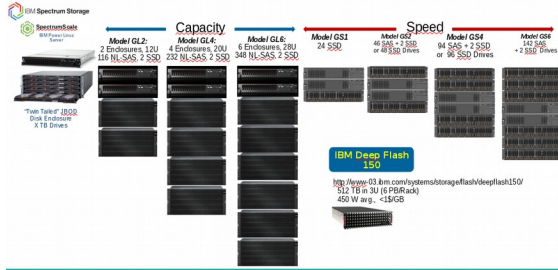 IBM Spectrum Storage
SpectrumScale
IBM Power Linux
Server
"Twin Tailed" JBOD
Disk Enclosure
X TB Drives
Capacity
Model GL2:
2 Enclosures, 12U
116 NL-SAS, 2 SSD
Model GL4:
4 Enclosures, 20U
232 NL-SAS, 2 SSD
Model GL6:
6 Enclosures, 28U
348 NL-SAS, 2 SSD
Speed
Model GS1
24 SSD
Model GS2
46 SAS + 2 SSD
or 48 SSD Drives
Model GS4
94 SAS + 2 SSD
or 96 SSD Drives
Model GS6
142 SAS
+ 2 SSD Drives
IBM Deep Flash
150
http://www-03.ibm.com/systems/storage/flash/deepflash150/
512 TB in 3U (6 PB/Rack)
450 W avg., <1$/GB